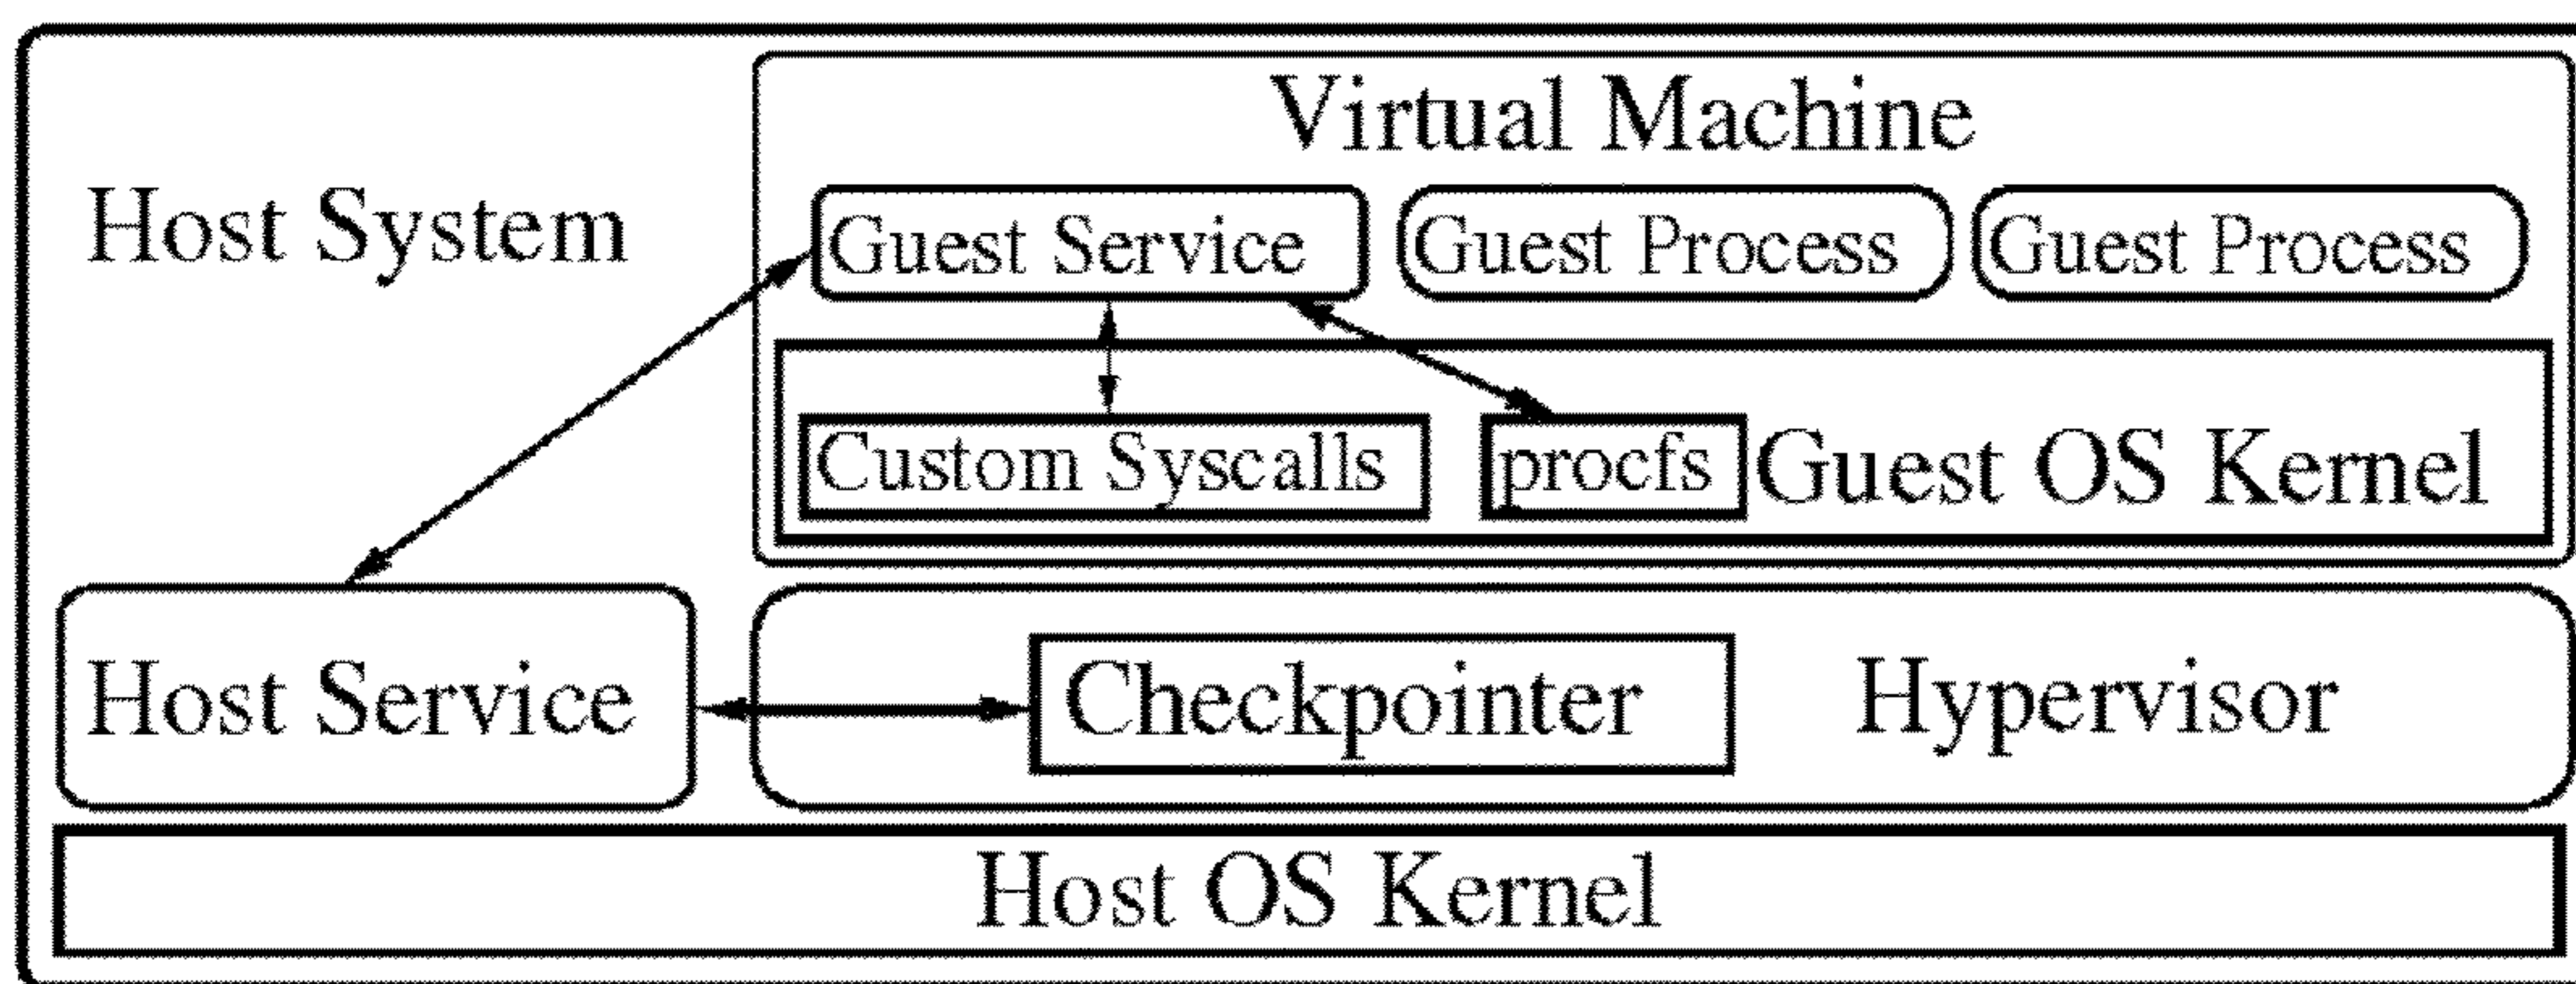 Virtual Machine
Host System
Guest Service
Guest Process
Guest Process
Custom Syscalls
procfs
Guest OS Kernel
Host Service
Checkpointer
Hypervisor
Host OS Kernel